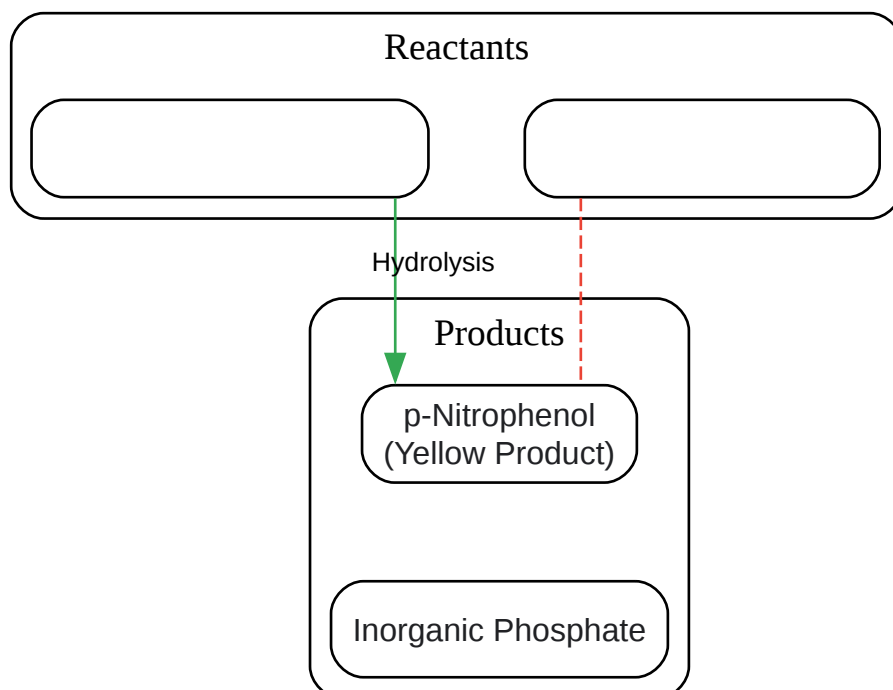 Reactants
Hydrolysis
Products
p-Nitrophenol
(Yellow Product)
Inorganic Phosphate